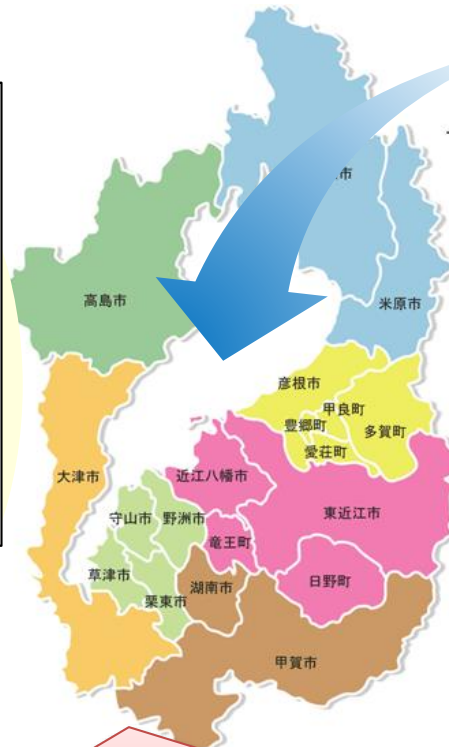 市
高島市
米原市
彦根市
甲良町
豊郷町
多賀町
愛荘町
大津市
近江八幡市
守山市
野洲市
東近江市
竜王町
草津市
湖南市
日野町
栗東市
甲賀市